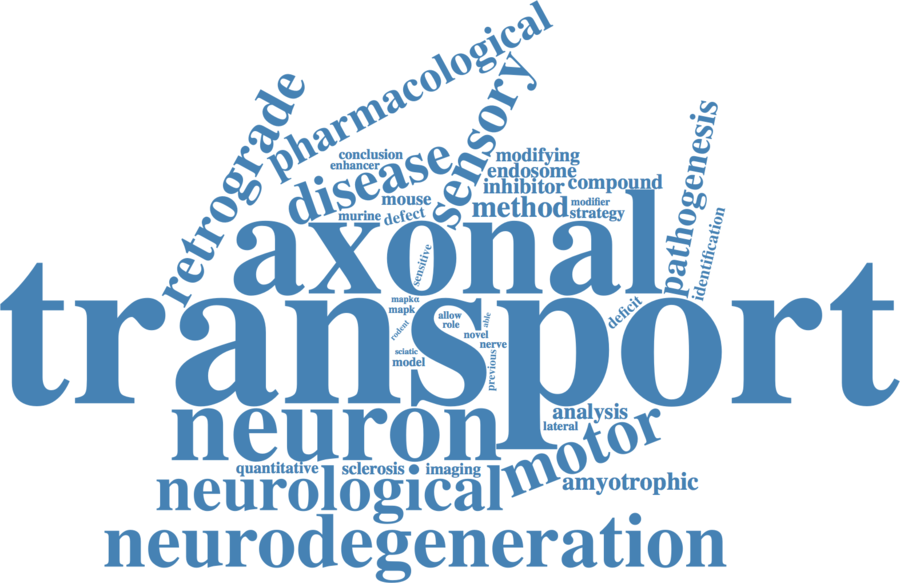 pharmacological
retrograde
sensory
pathogenesis
conclusion
enhancer
disease
modifying
endosome
inhibitor
compound
mouse
method
modifier
strategy
murine
defect
identification
axonal
sensitive
transport
mapkα
mapk
allow
role
able
deficit
rodent
novel
nerve
sciatic
model
previous
neuron
analysis
lateral
motor
quantitative
sclerosis
imaging
neurological
amyotrophic
neurodegeneration